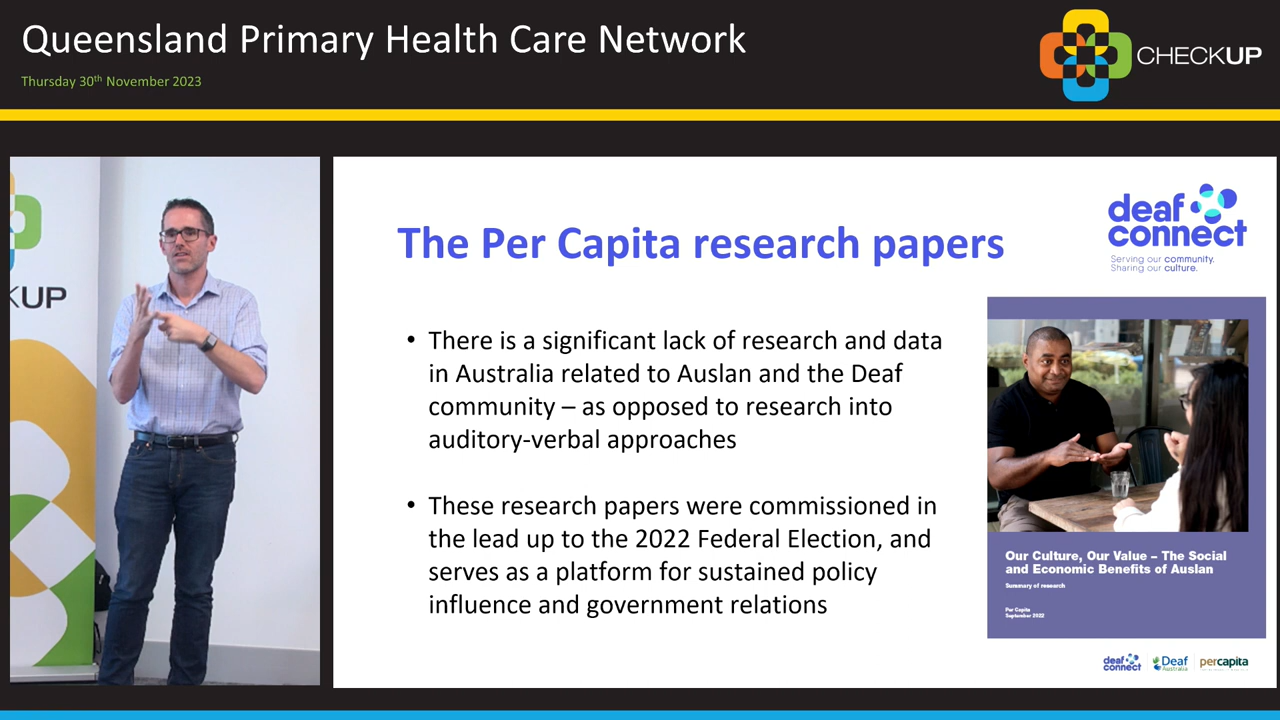 Queensland Primary Health Care Network
Thursday 30th November 2023
CHECKUP
KUP
deaf
connect
Serving our community.
Sharing our culture.
The Per Capita research papers
• There is a significant lack of research and data
in Australia related to Auslan and the Deaf
community – as opposed to research into
auditory-verbal approaches
• These research papers were commissioned in
the lead up to the 2022 Federal Election, and
serves as a platform for sustained policy
influence and government relations
Our Culture, Our Value – The Social
and Economic Benefits of Auslan
Summary of research
Per Capita
September 2022
deaf
connect
Deaf
Australia
percapita